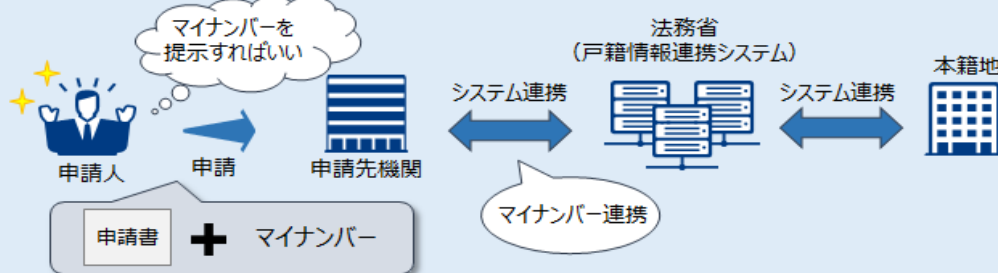 マイナンバーを
提示すればいい
法務省
（戸籍情報連携システム）
本籍地
システム連携
システム連携
申請人
申請
申請先機関
マイナンバー連携
申請書
マイナンバー